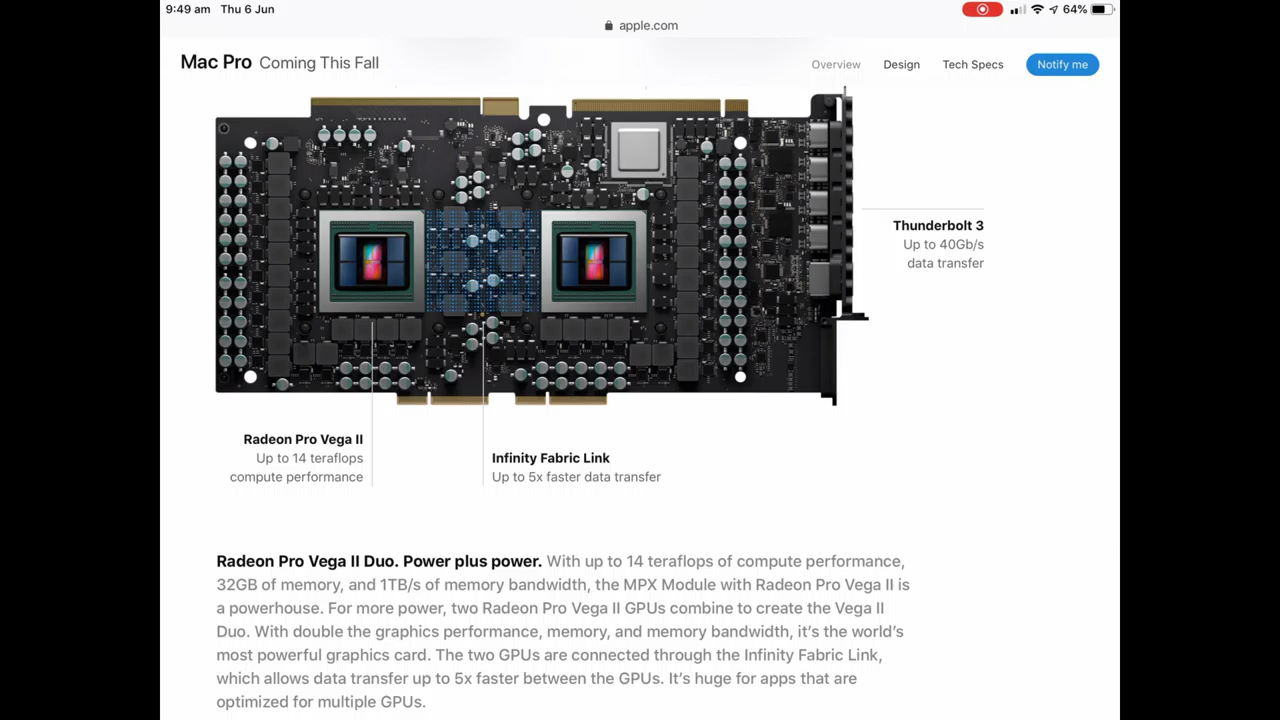 9:49 am Thu 6 Jun
64%
apple.com
Mac Pro Coming This Fall
Overview Design Tech Specs Notify me
Thunderbolt 3
Up to 40Gb/s
data transfer
Radeon Pro Vega II
Up to 14 teraflops
compute performance
Infinity Fabric Link
Up to 5x faster data transfer
Radeon Pro Vega II Duo. Power plus power. With up to 14 teraflops of compute performance,
32GB of memory, and 1TB/s of memory bandwidth, the MPX Module with Radeon Pro Vega II is
a powerhouse. For more power, two Radeon Pro Vega II GPUs combine to create the Vega II
Duo. With double the graphics performance, memory, and memory bandwidth, it’s the world’s
most powerful graphics card. The two GPUs are connected through the Infinity Fabric Link,
which allows data transfer up to 5x faster between the GPUs. It’s huge for apps that are
optimized for multiple GPUs.